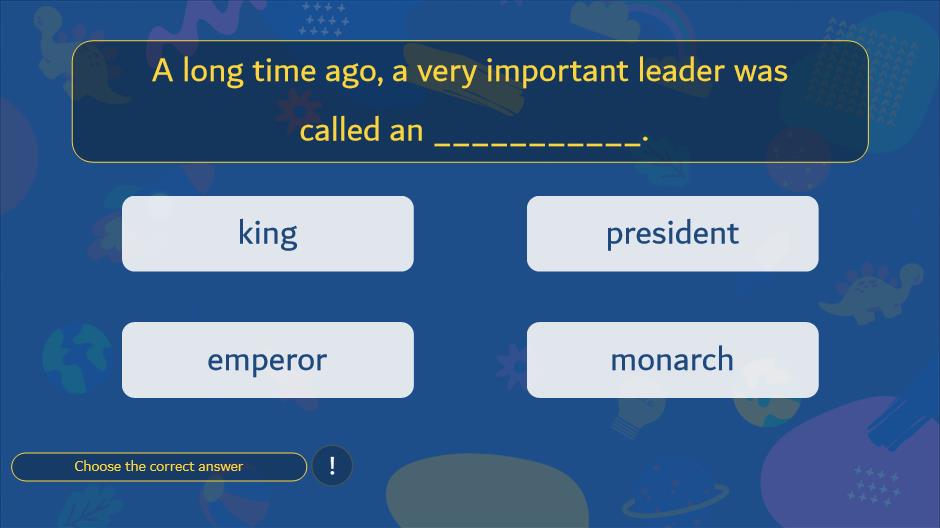 A long time ago, a very important leader was
called an ___________.
king
president
emperor
monarch
Choose the correct answer
!